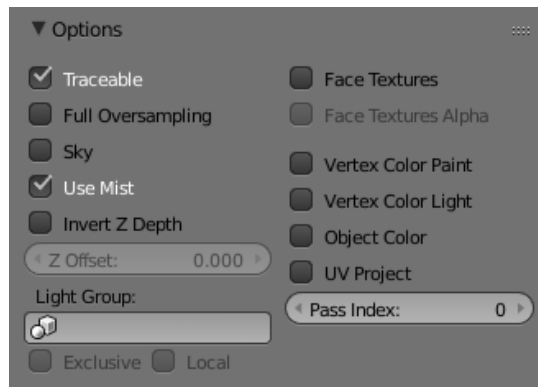 Options
Traceable
Full Oversampling
Sky
Use Mist
Invert Z Depth
Z Offset: 0.000
Light Group:
Exclusive Local
Face Textures
Face Textures Alpha
Vertex Color Paint
Vertex Color Light
Object Color
UV Project
Pass Index: 0